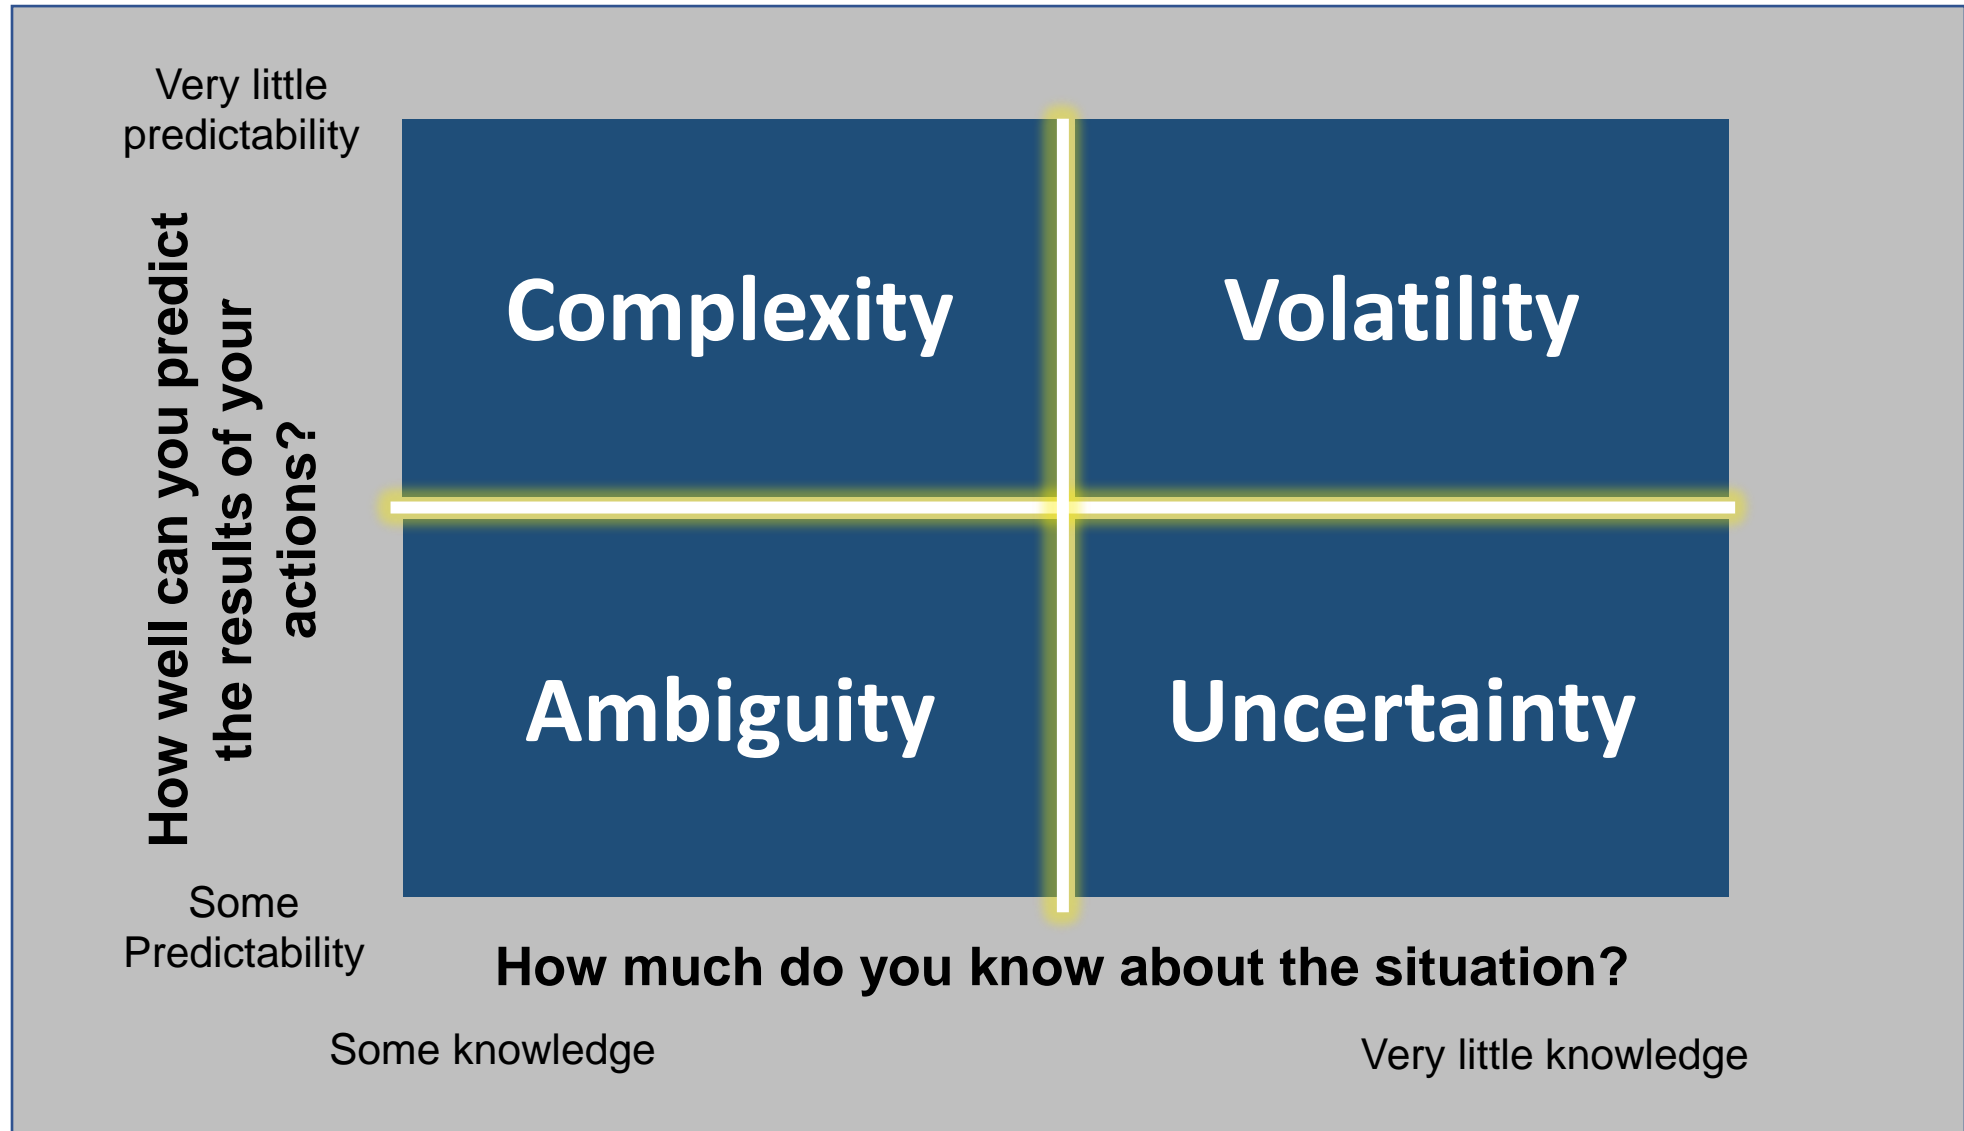 Very little
predictability
How well can you predict
the results of your
actions?
Complexity
Volatility
Ambiguity
Uncertainty
Some
Predictability
How much do you know about the situation?
Some knowledge
Very little knowledge